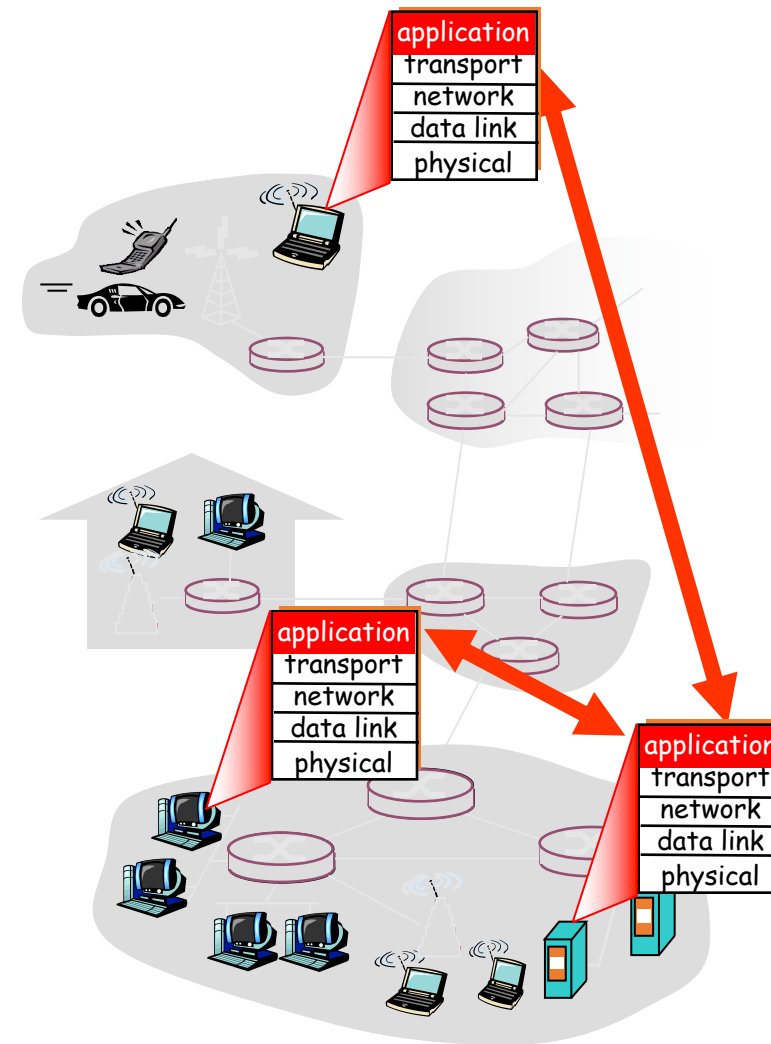 application
transport
network
data link
physical
application
transport
network
data link
physical
application
transport
network
data link
physical